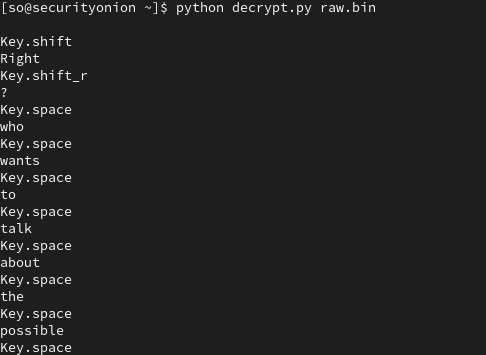 [so@securityonion ~]$ python decrypt.py raw.bin
Key.shift
Right
Key.shift_r
?
Key.space
who
Key.space
wants
Key.space
to
Key.space
talk
Key.space
about
Key.space
the
Key.space
possible
Key.space